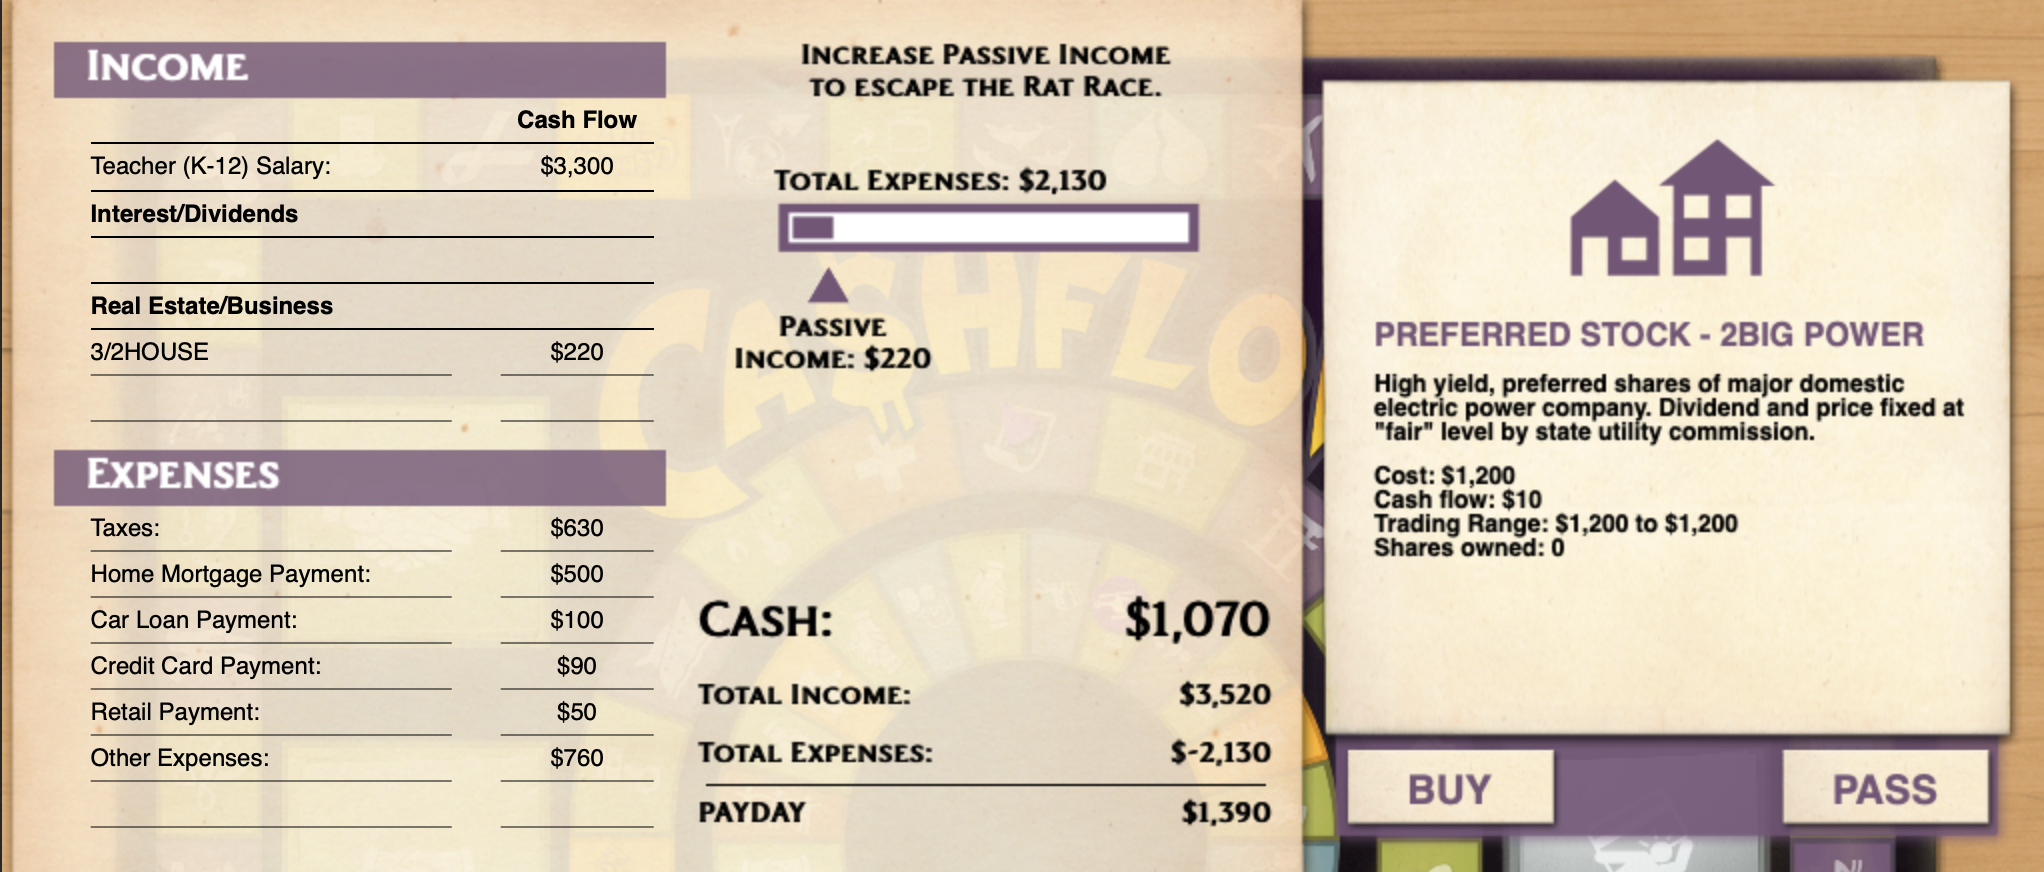 INCOME
Cash Flow
Teacher (K-12) Salary: $3,300
Interest/Dividends
Real Estate/Business
3/2HOUSE $220
EXPENSES
Taxes: $630
Home Mortgage Payment: $500
Car Loan Payment: $100
Credit Card Payment: $90
Retail Payment: $50
Other Expenses: $760
INCREASE PASSIVE INCOME
TO ESCAPE THE RAT RACE.
TOTAL EXPENSES: $2,130
PASSIVE
INCOME: $220
CA$HFLO
CASH: $1,070
TOTAL INCOME: $3,520
TOTAL EXPENSES: $-2,130
PAYDAY $1,390
PREFERRED STOCK - 2BIG POWER
High yield, preferred shares of major domestic
electric power company. Dividend and price fixed at
"fair" level by state utility commission.
Cost: $1,200
Cash flow: $10
Trading Range: $1,200 to $1,200
Shares owned: 0
BUY
PASS